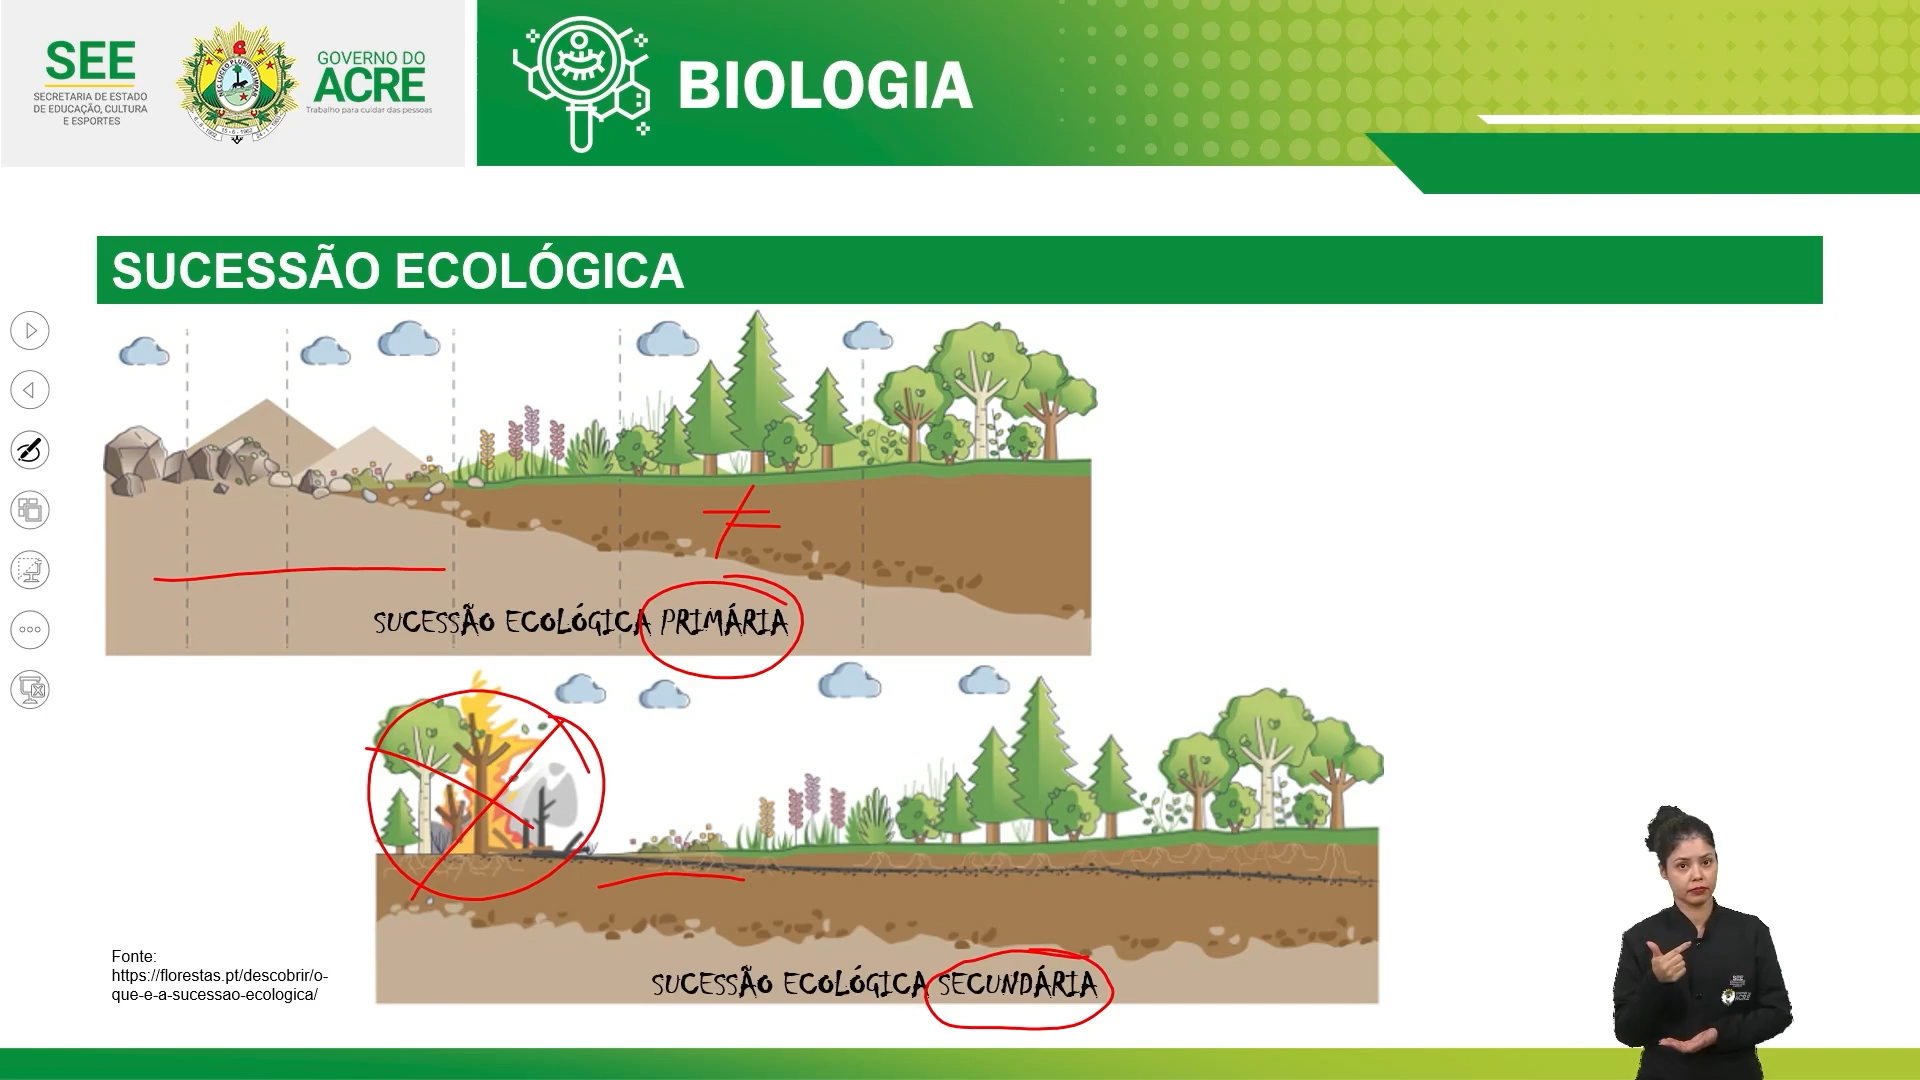 SEE
SECRETARIA DE ESTADO
DE EDUCAÇÃO, CULTURA
E ESPORTES
GOVERNO DO
ACRE
Trabalho para cuidar das pessoas
BIOLOGIA
SUCESSÃO ECOLÓGICA
≠
SUCESSÃO ECOLÓGICA PRIMÁRIA
SUCESSÃO ECOLÓGICA SECUNDÁRIA
Fonte:
https://florestas.pt/descobrir/o-
que-e-a-sucessao-ecologica/